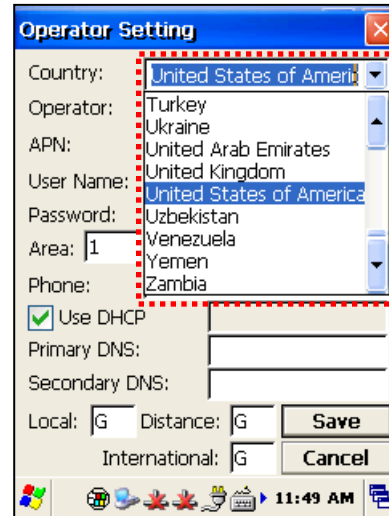 Operator Setting
Country: United States of Ameri
Operator: Turkey
Ukraine
APN: United Arab Emirates
User Name: United Kingdom
United States of America
Password: Uzbekistan
Area: 1 Venezuela
Yemen
Phone: Zambia
Use DHCP
Primary DNS:
Secondary DNS:
Local: G Distance: G Save
International: G Cancel
11:49 AM